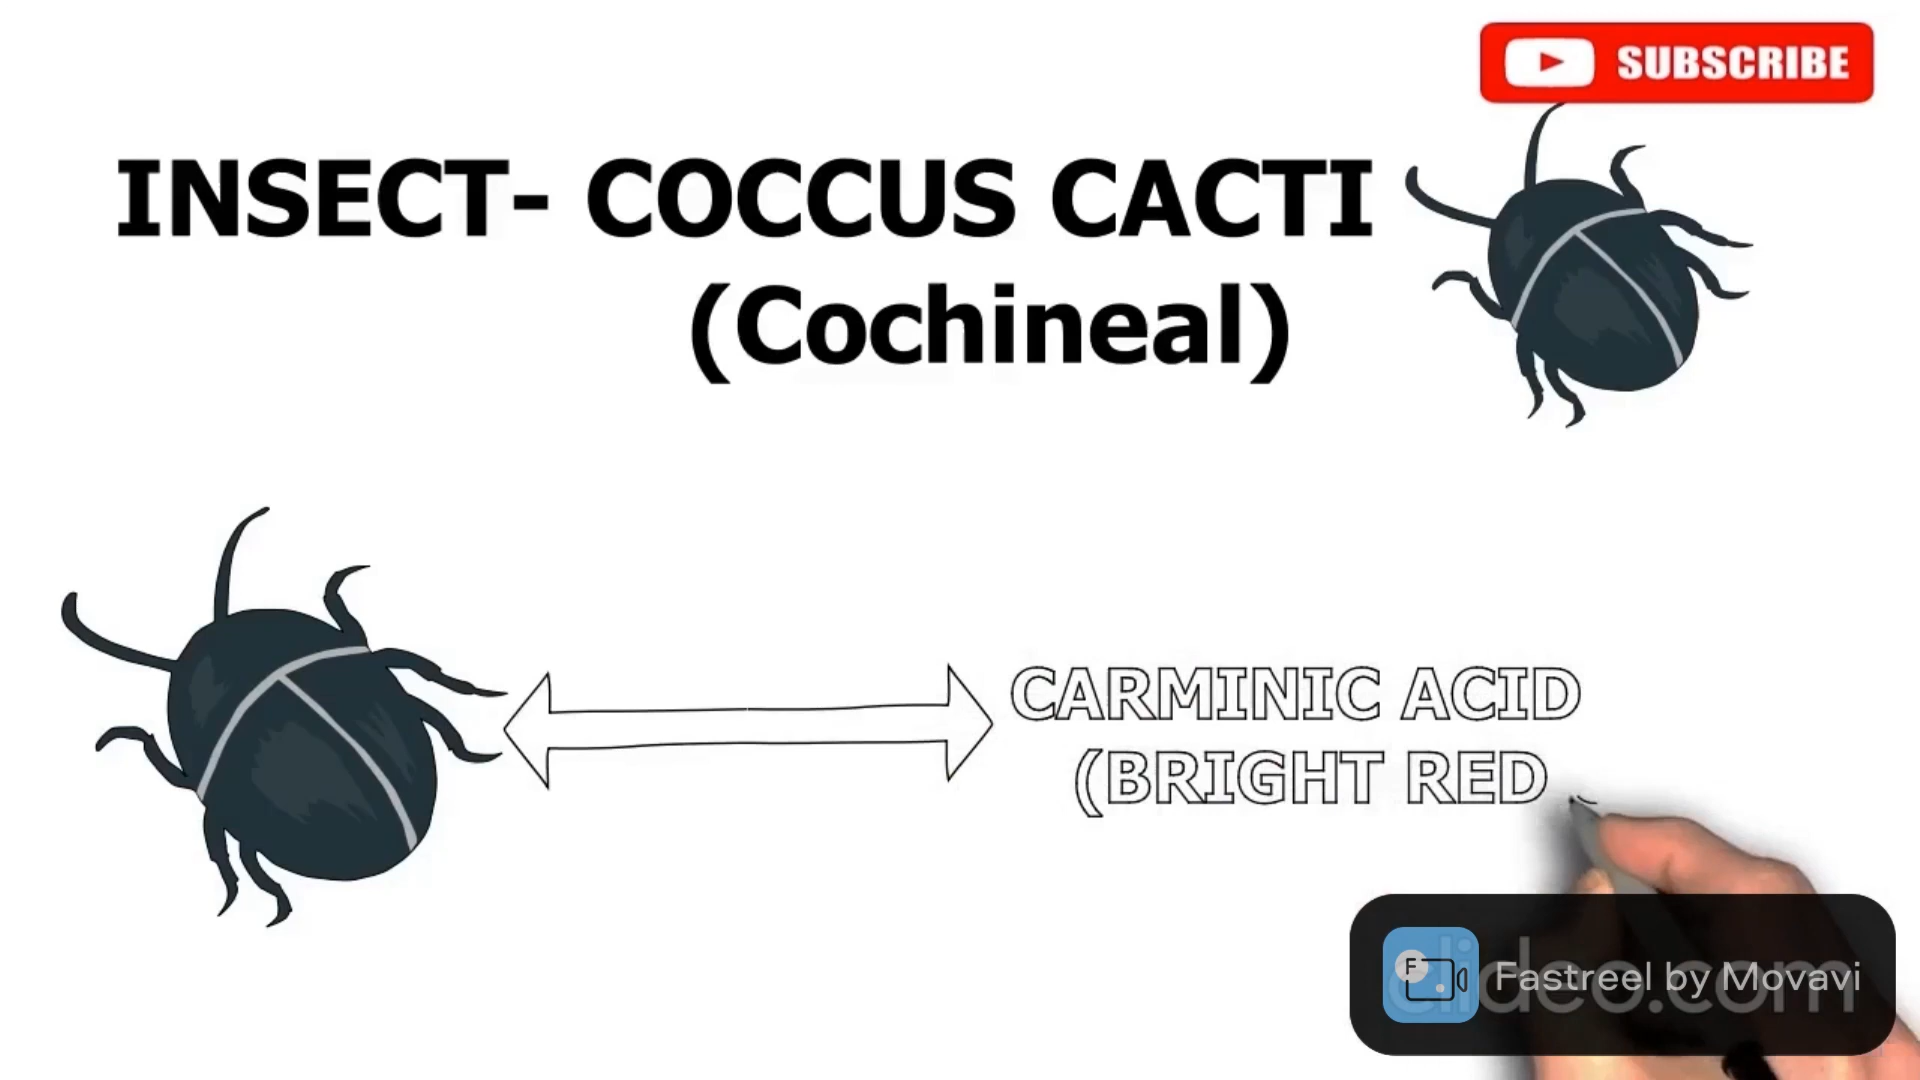 SUBSCRIBE
INSECT- COCCUS CACTI
(Cochineal)
CARMINIC ACID
(BRIGHT RED
Fastreel by Movavi
clideo.com